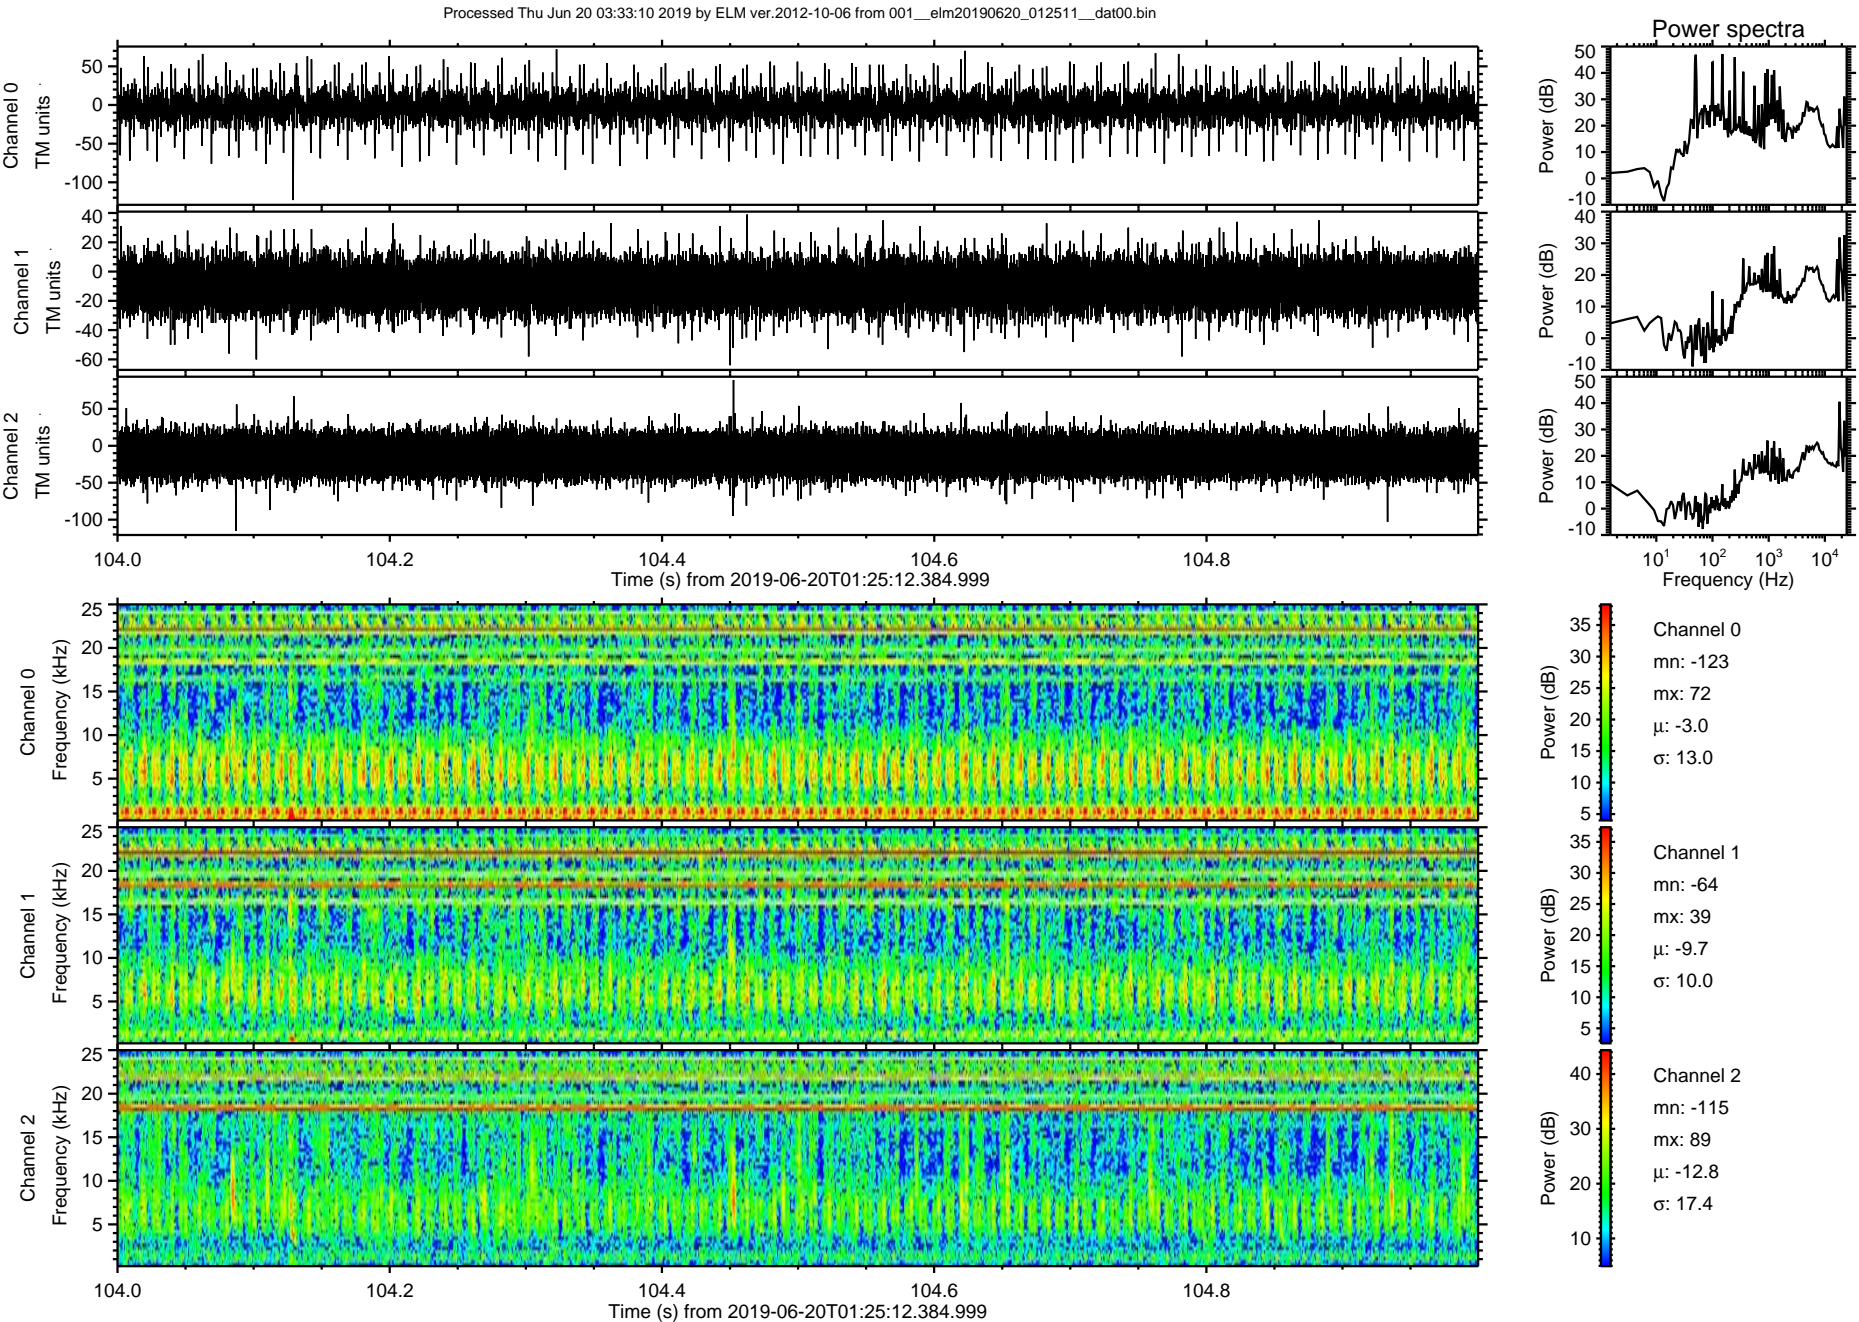 Processed Thu Jun 20 03:33:10 2019 by ELM ver.2012-10-06 from 001__elm20190620_012511__dat00.bin
Power spectra
Channel 0
TM units
50
0
-50
-100
Power (dB)
50
40
30
20
10
0
-10
Channel 1
TM units
40
20
0
-20
-40
-60
Power (dB)
40
30
20
10
0
-10
Channel 2
TM units
50
0
-50
-100
Power (dB)
50
40
30
20
10
0
-10
104.0 104.2 104.4 104.6 104.8
Time (s) from 2019-06-20T01:25:12.384.999
10^1 10^2 10^3 10^4
Frequency (Hz)
Channel 0
Frequency (kHz)
25
20
15
10
5
Power (dB)
35
30
25
20
15
10
5
Channel 0
mn: -123
mx: 72
μ: -3.0
σ: 13.0
Channel 1
Frequency (kHz)
25
20
15
10
5
Power (dB)
35
30
25
20
15
10
5
Channel 1
mn: -64
mx: 39
μ: -9.7
σ: 10.0
Channel 2
Frequency (kHz)
25
20
15
10
5
Power (dB)
40
30
20
10
Channel 2
mn: -115
mx: 89
μ: -12.8
σ: 17.4
104.0 104.2 104.4 104.6 104.8
Time (s) from 2019-06-20T01:25:12.384.999